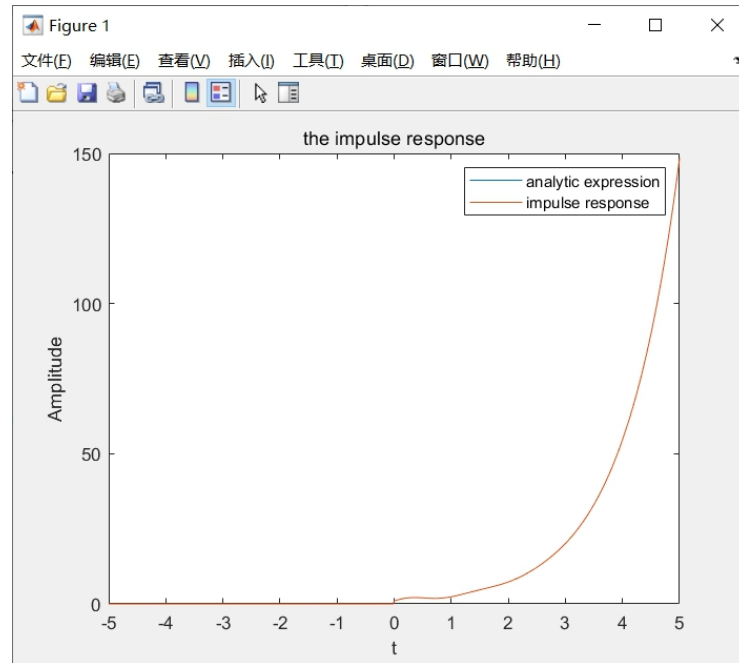 Figure 1
文件(F) 编辑(E) 查看(V) 插入(I) 工具(T) 桌面(D) 窗口(W) 帮助(H)
the impulse response
150
analytic expression
impulse response
100
Amplitude
50
0
-5 -4 -3 -2 -1 0 1 2 3 4 5
t